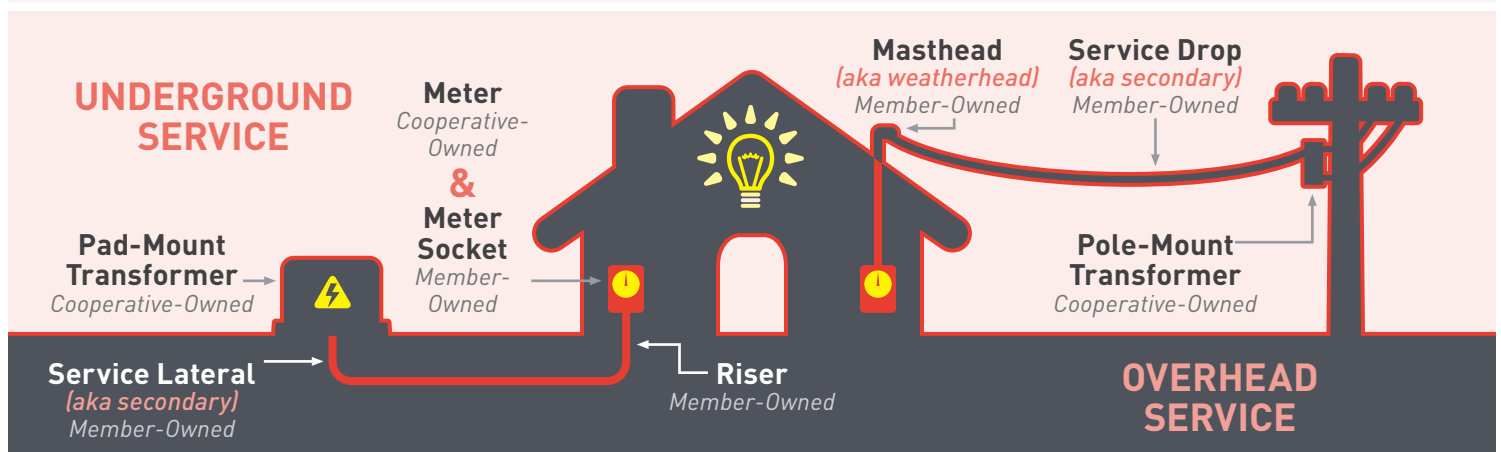 UNDERGROUND
SERVICE
Meter
Cooperative-
Owned
&
Meter
Socket
Member-
Owned
Pad-Mount
Transformer
Cooperative-Owned
Service Lateral
(aka secondary)
Member-Owned
Riser
Member-Owned
Masthead
(aka weatherhead)
Member-Owned
Service Drop
(aka secondary)
Member-Owned
Pole-Mount
Transformer
Cooperative-Owned
OVERHEAD
SERVICE